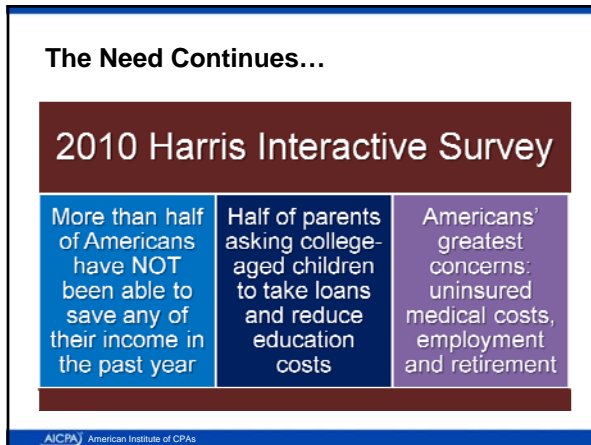 The Need Continues…
2010 Harris Interactive Survey
More than half
of Americans
have NOT
been able to
save any of
their income in
the past year
Half of parents
asking college-
aged children
to take loans
and reduce
education
costs
Americans’
greatest
concerns:
uninsured
medical costs,
employment
and retirement
AICPA American Institute of CPAs